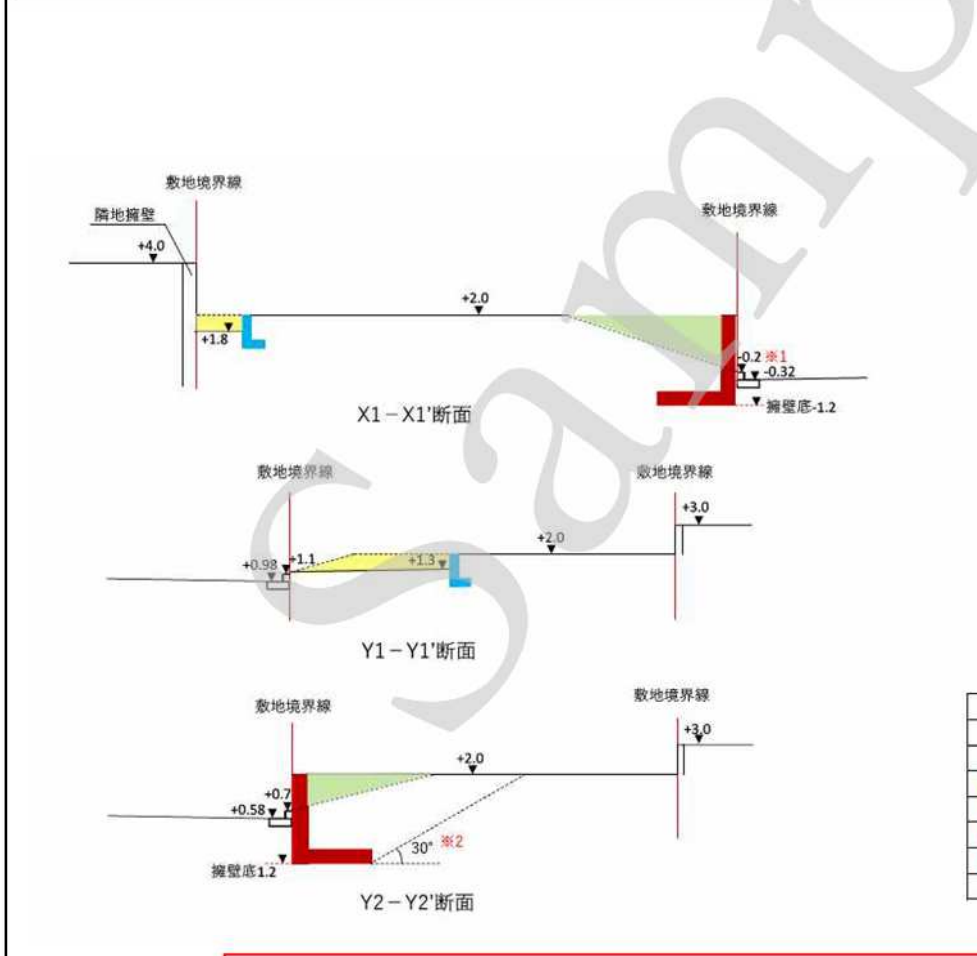 敷地境界線
隣地擁壁
敷地境界線
+4.0
+2.0
+1.8
-0.2 ※1
-0.32
擁壁底-1.2
X1－X1'断面
敷地境界線
敷地境界線
+3.0
+2.0
+0.98
+1.1
+1.3
Y1－Y1'断面
敷地境界線
敷地境界線
+3.0
+2.0
+0.7
+0.58
30° ※2
擁壁底1.2
Y2－Y2'断面
Samp